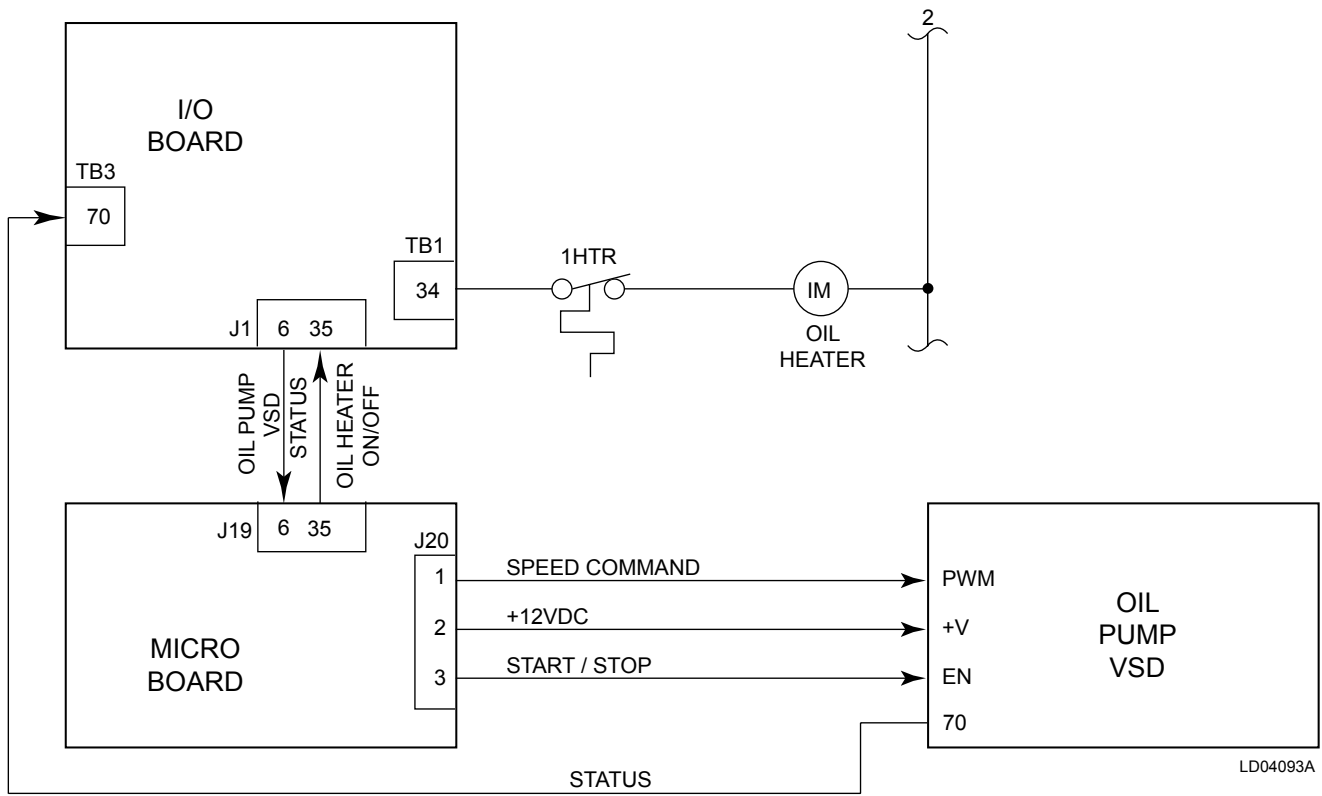 2
I/O
BOARD
TB3
70
TB1
34
1HTR
IM
OIL
HEATER
J1
6 35
OIL PUMP
VSD
STATUS
OIL HEATER
ON/OFF
J19
6 35
J20
1
SPEED COMMAND
PWM
2
+12VDC
+V
3
START / STOP
EN
70
MICRO
BOARD
OIL
PUMP
VSD
STATUS
LD04093A